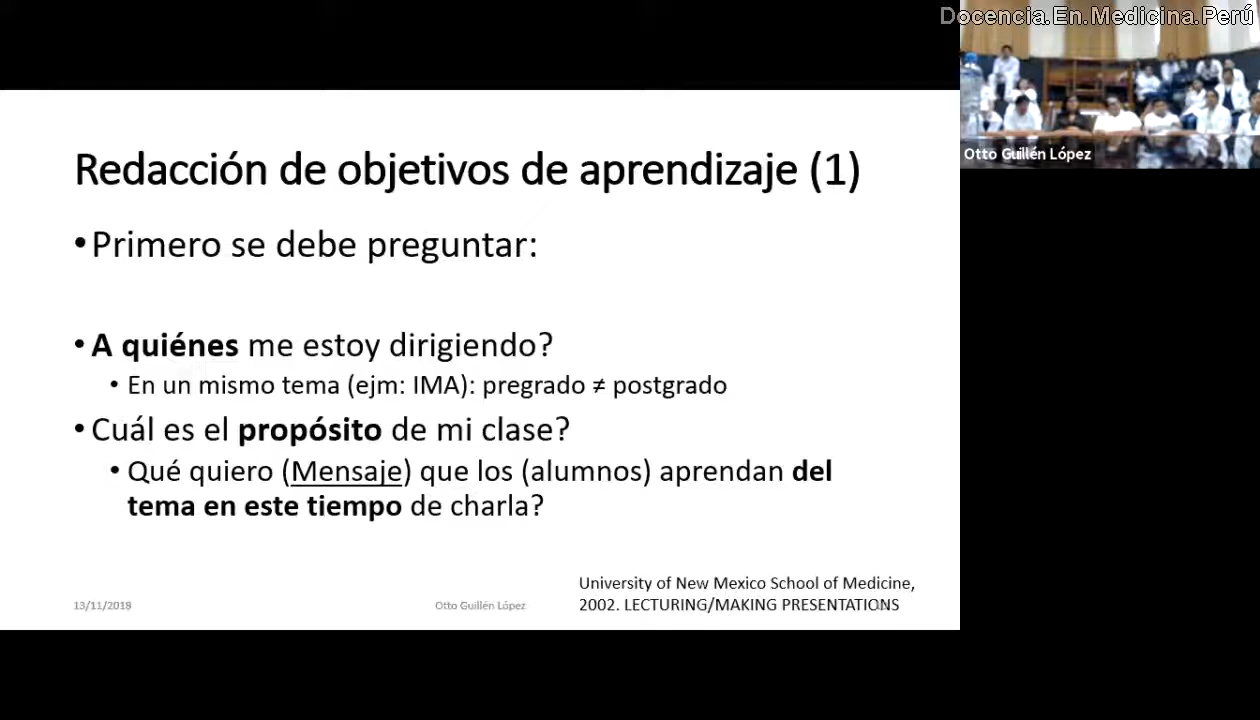 Docencia.En.Medicina.Perú
Otto Guillén López
Redacción de objetivos de aprendizaje (1)
•Primero se debe preguntar:
• A quiénes me estoy dirigiendo?
• En un mismo tema (ejm: IMA): pregrado ≠ postgrado
• Cuál es el propósito de mi clase?
• Qué quiero (Mensaje) que los (alumnos) aprendan del
tema en este tiempo de charla?
University of New Mexico School of Medicine,
2002. LECTURING/MAKING PRESENTATIONS
13/11/2018
Otto Guillén López